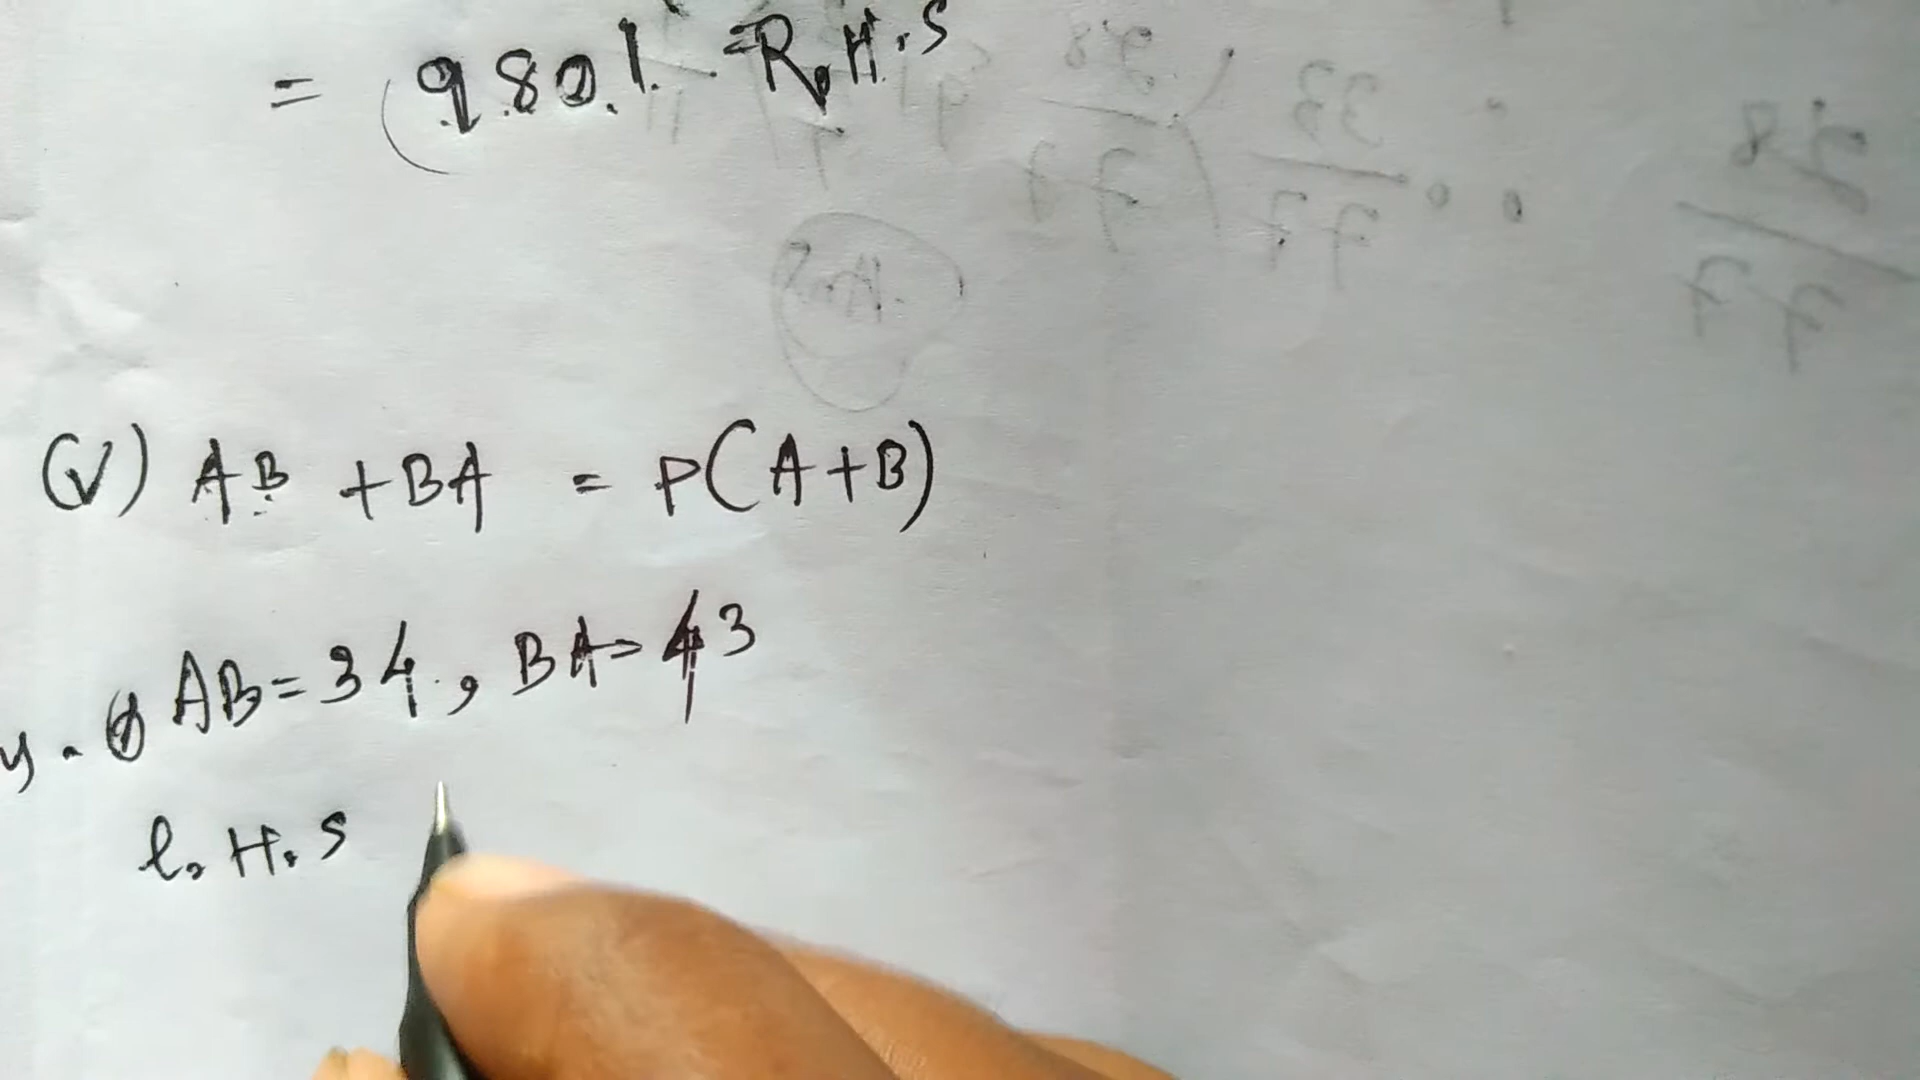 = 9801. =R.H.S
(V) AB + BA = P(A+B)
AB = 34, BA = 43
L.H.S